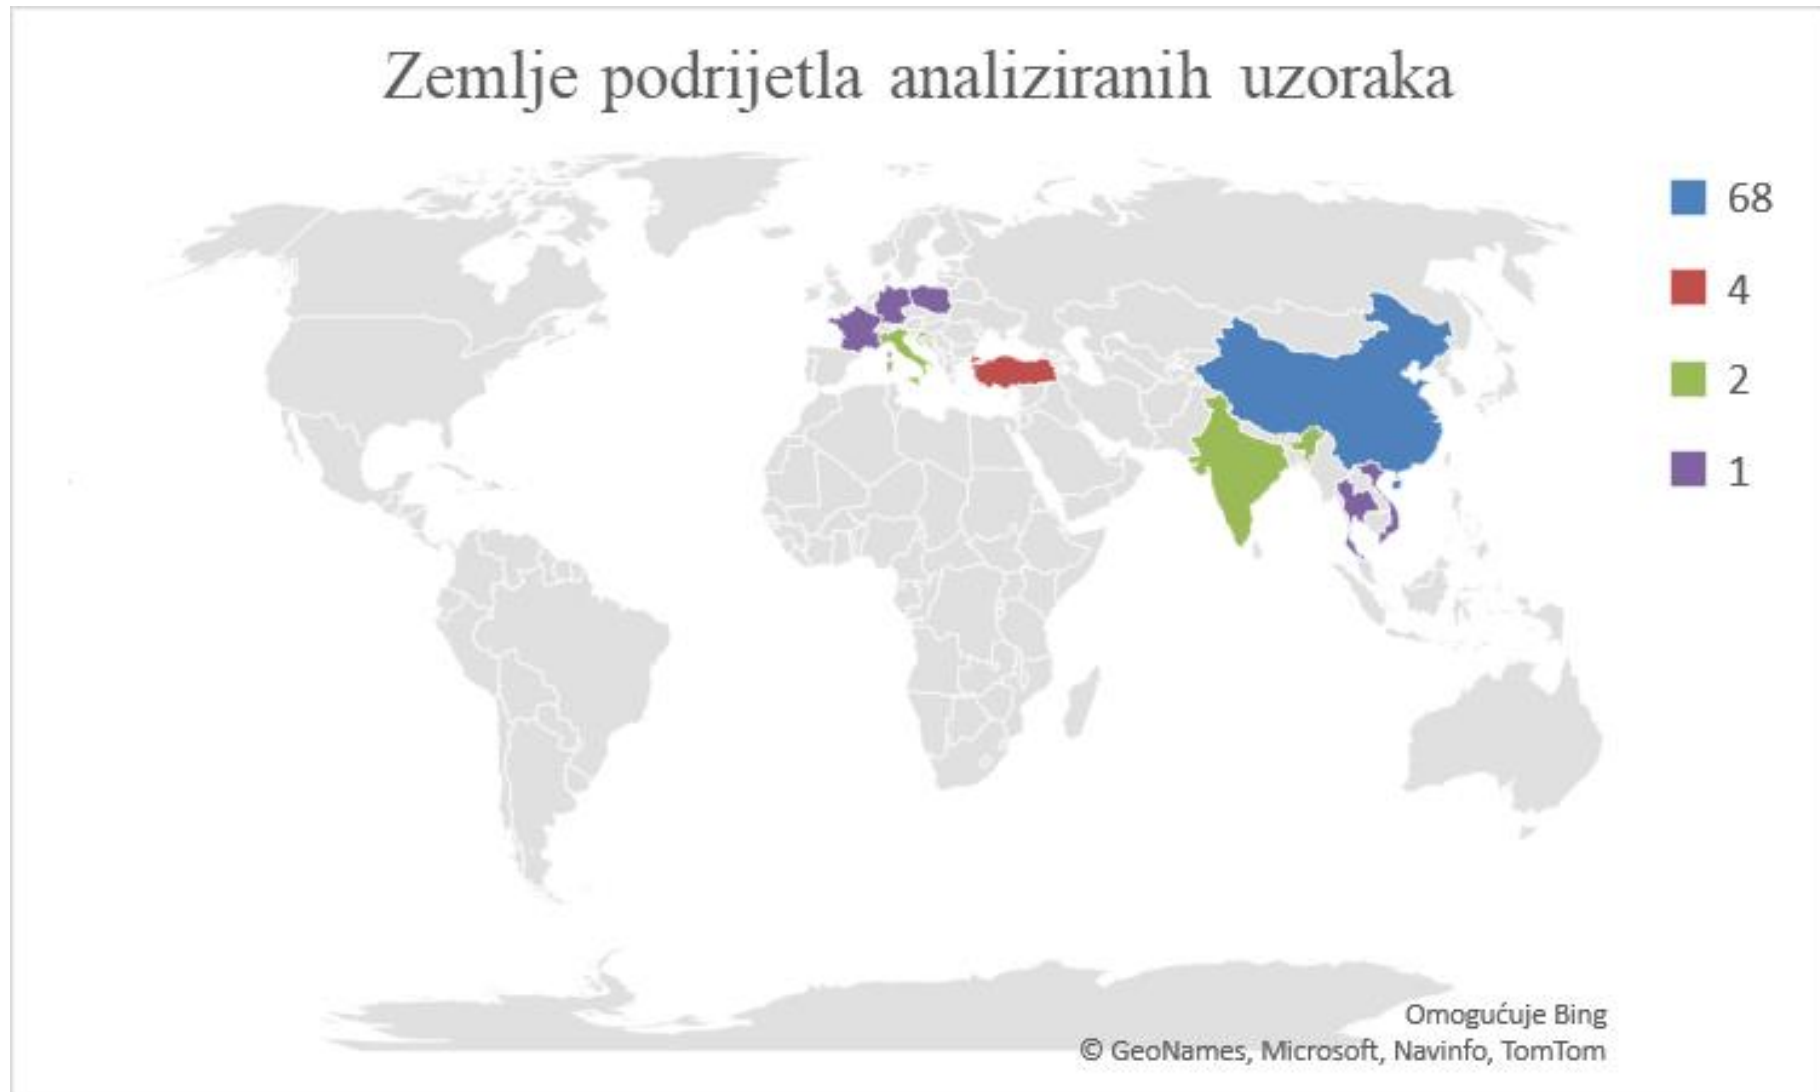 Zemlje podrijetla analiziranih uzoraka
68
4
2
1
Omogućuje Bing
© GeoNames, Microsoft, Navinfo, TomTom